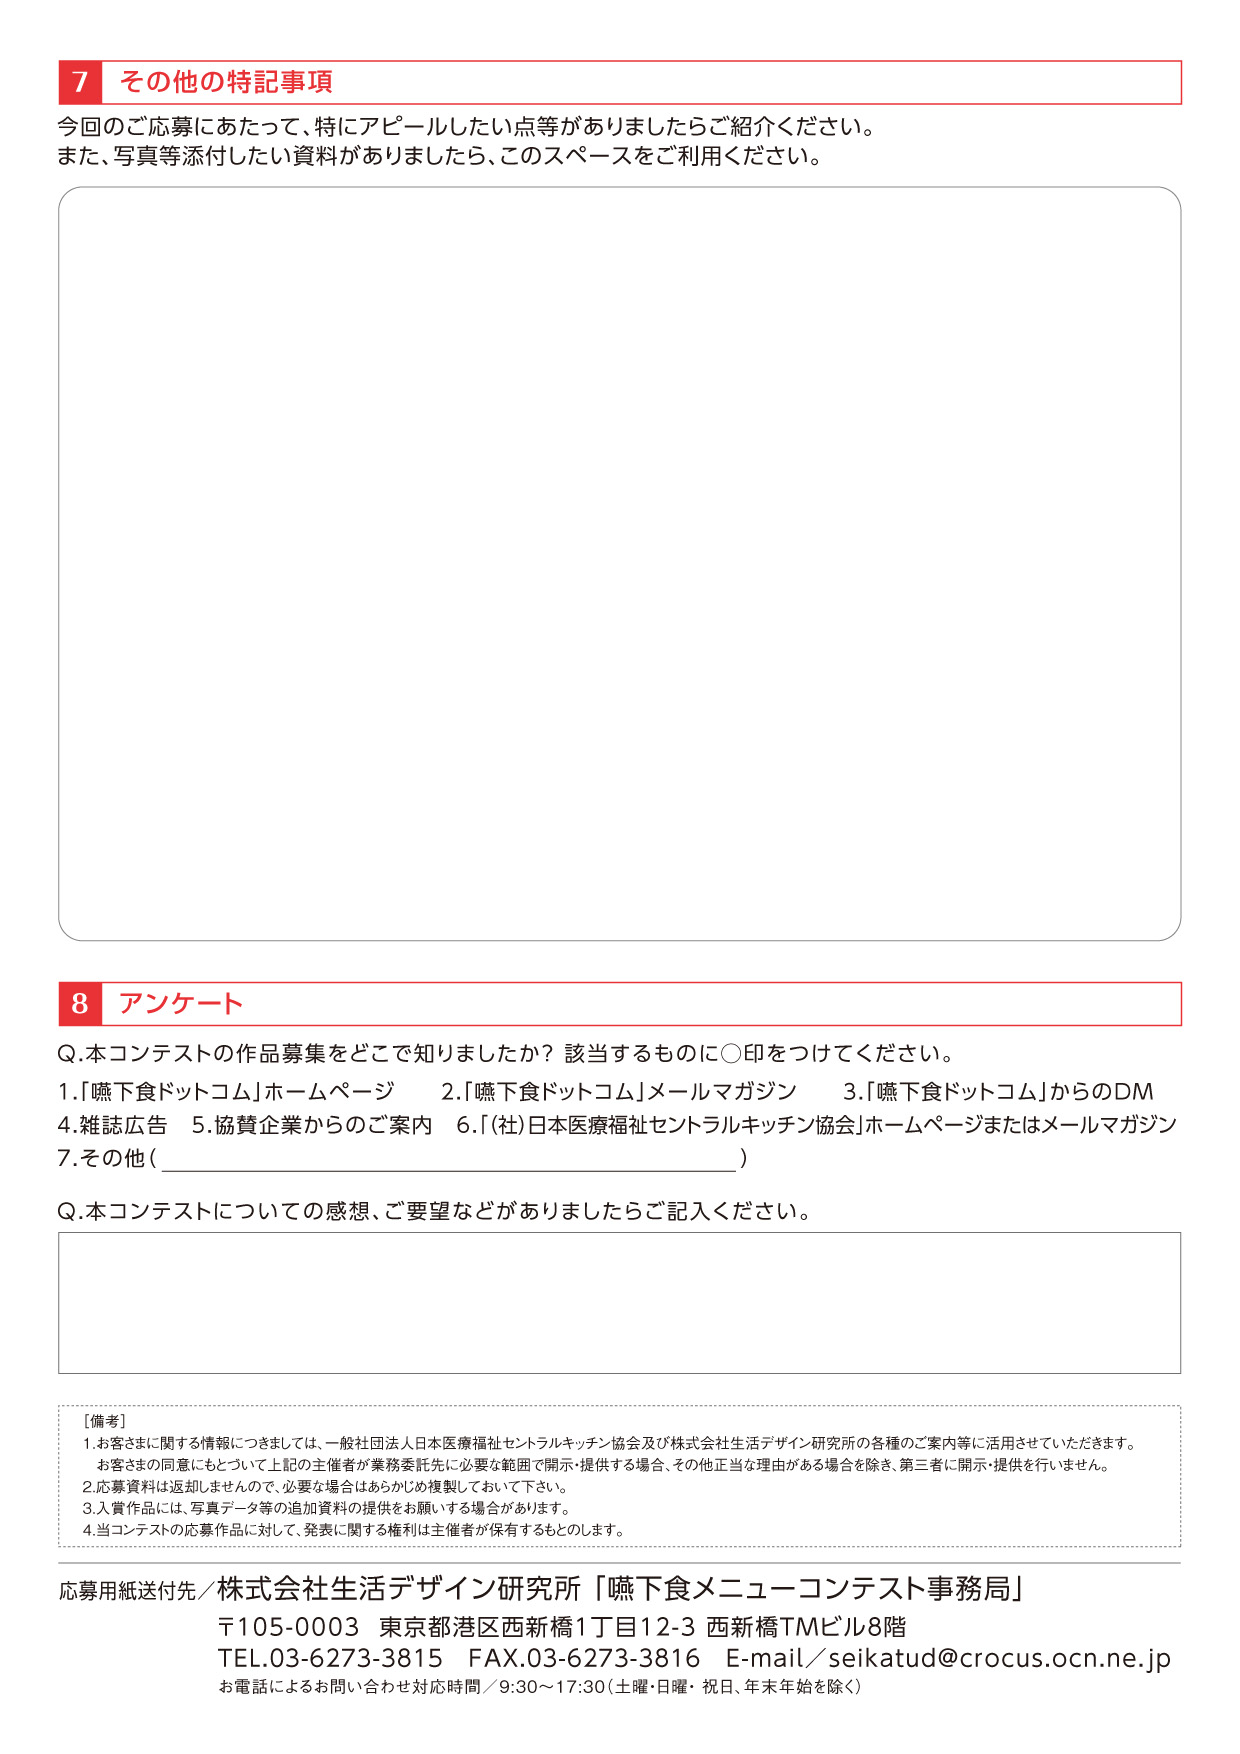 7 その他の特記事項
今回のご応募にあたって、特にアピールしたい点等がありましたらご紹介ください。
また、写真等添付したい資料がありましたら、このスペースをご利用ください。
8 アンケート
Q.本コンテストの作品募集をどこで知りましたか？ 該当するものに○印をつけてください。
1.「嚥下食ドットコム」ホームページ　2.「嚥下食ドットコム」メールマガジン　3.「嚥下食ドットコム」からのDM
4.雑誌広告　5.協賛企業からのご案内　6.「（社）日本医療福祉セントラルキッチン協会」ホームページまたはメールマガジン
7.その他（　）
Q.本コンテストについての感想、ご要望などがありましたらご記入ください。
［備考］
1.お客さまに関する情報につきましては、一般社団法人日本医療福祉セントラルキッチン協会及び株式会社生活デザイン研究所の各種のご案内等に活用させていただきます。
お客さまの同意にもとづいて上記の主催者が業務委託先に必要な範囲で開示・提供する場合、その他正当な理由がある場合を除き、第三者に開示・提供を行いません。
2.応募資料は返却しませんので、必要な場合はあらかじめ複製しておいて下さい。
3.入賞作品には、写真データ等の追加資料の提供をお願いする場合があります。
4.当コンテストの応募作品に対して、発表に関する権利は主催者が保有するもとのします。
応募用紙送付先／株式会社生活デザイン研究所「嚥下食メニューコンテスト事務局」
〒105-0003　東京都港区西新橋1丁目12-3 西新橋TMビル8階
TEL.03-6273-3815　FAX.03-6273-3816　E-mail／seikatud@crocus.ocn.ne.jp
お電話によるお問い合わせ対応時間／9:30～17:30（土曜・日曜・祝日、年末年始を除く）